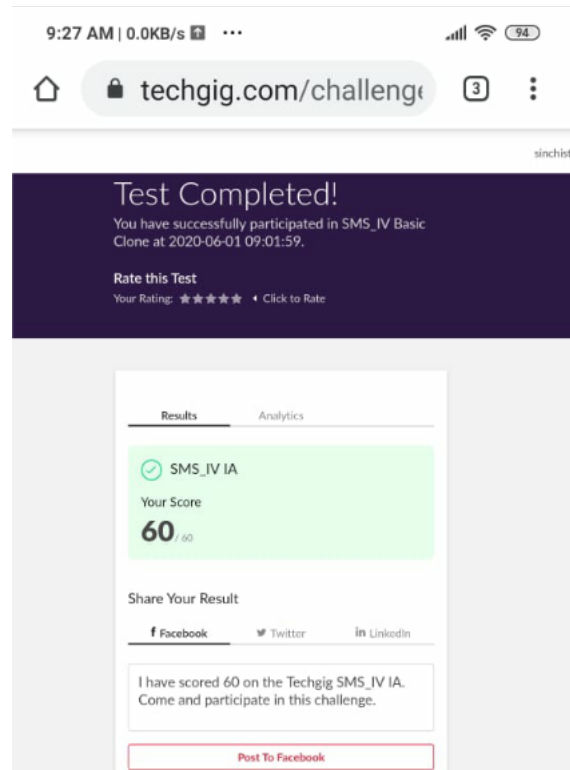 9:27 AM | 0.0KB/s ...
94
techgig.com/challenge
3
sinchist
Test Completed!
You have successfully participated in SMS_IV Basic
Clone at 2020-06-01 09:01:59.
Rate this Test
Your Rating: Click to Rate
Results Analytics
SMS_IV IA
Your Score
60 / 60
Share Your Result
Facebook Twitter LinkedIn
I have scored 60 on the Techgig SMS_IV IA.
Come and participate in this challenge.
Post To Facebook